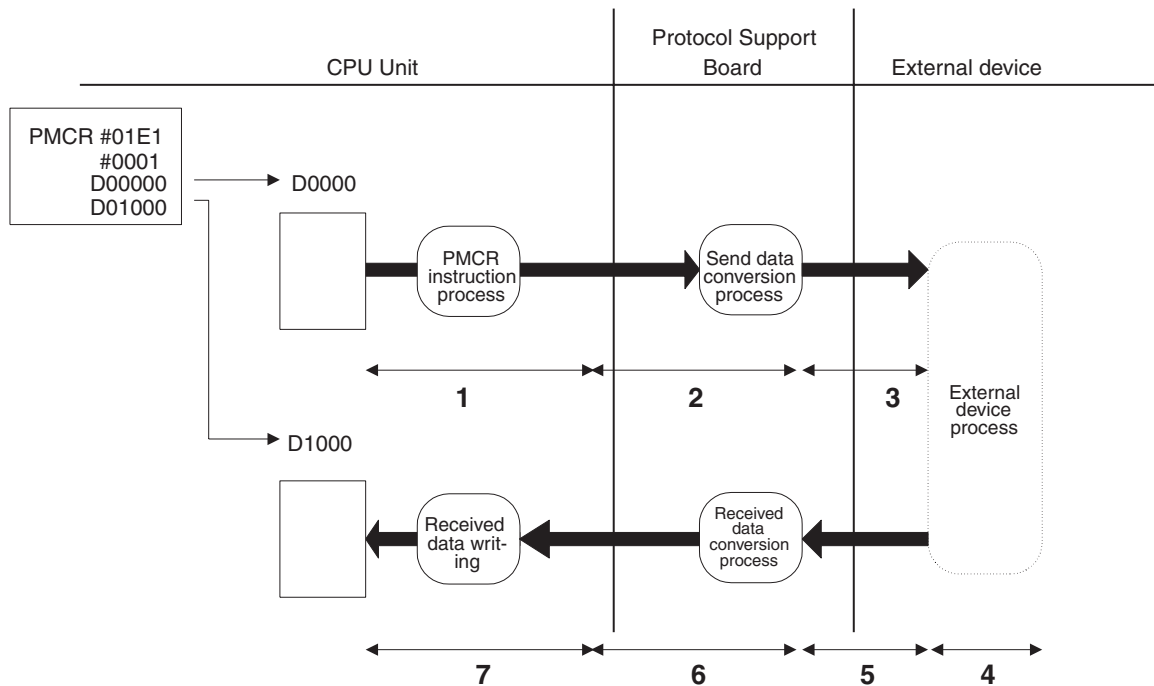 CPU Unit
Protocol Support
Board
External device
PMCR #01E1
#0001
D00000
D01000
D0000
PMCR
instruction
process
Send data
conversion
process
1
2
3
External
device
process
D1000
Received
data writ-
ing
Received
data
conversion
process
7
6
5
4